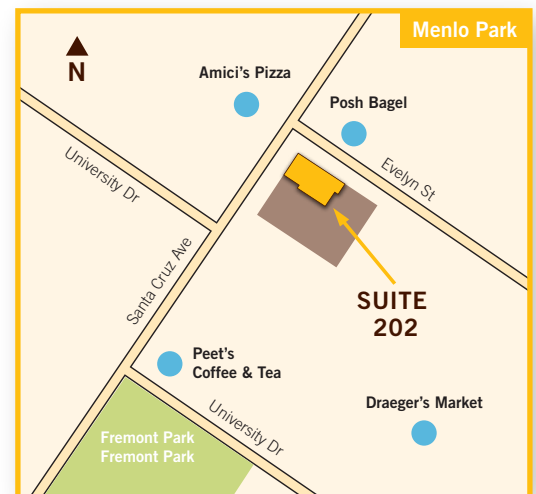 Menlo Park
N
Amici's Pizza
Posh Bagel
University Dr
Evelyn St
Santa Cruz Ave
SUITE
202
Peet's
Coffee & Tea
Draeger's Market
University Dr
Fremont Park
Fremont Park